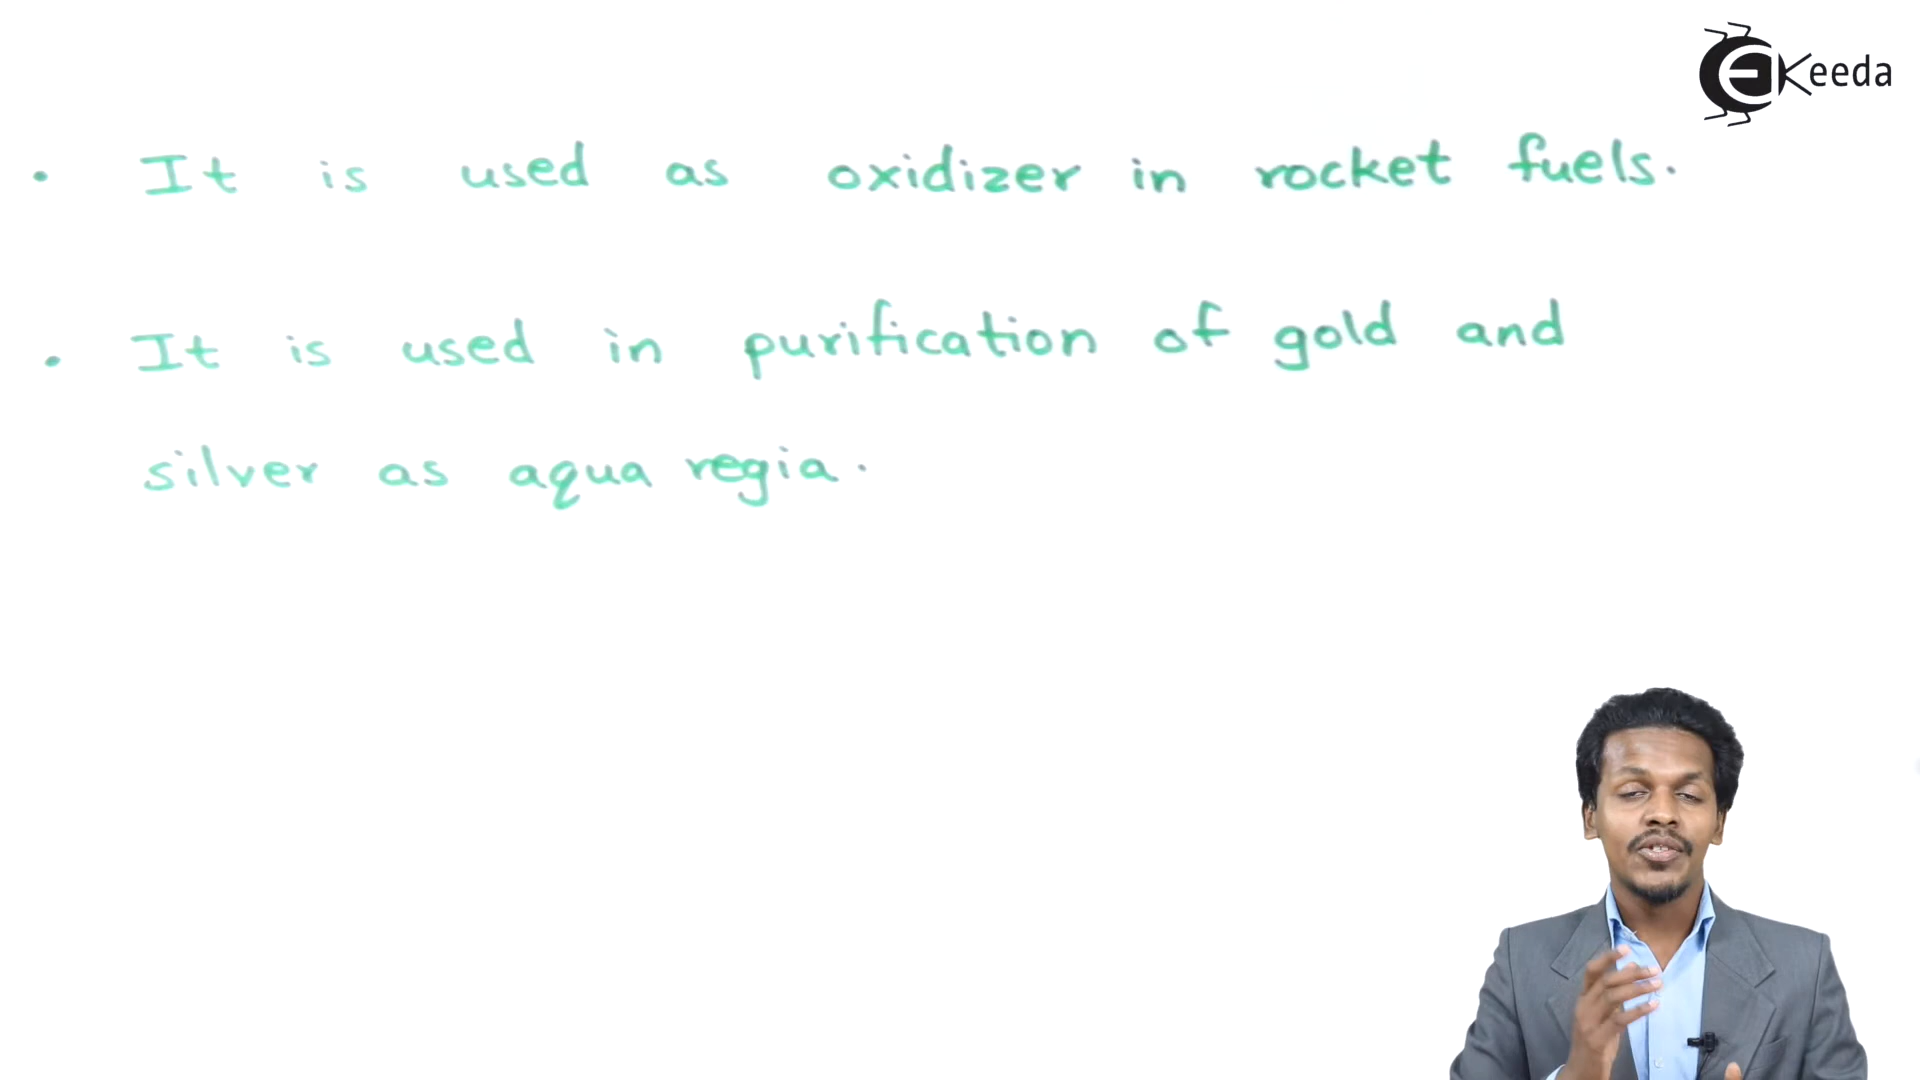 Keeda
• It is used as oxidizer in rocket fuels.
• It is used in purification of gold and
silver as aqua regia.